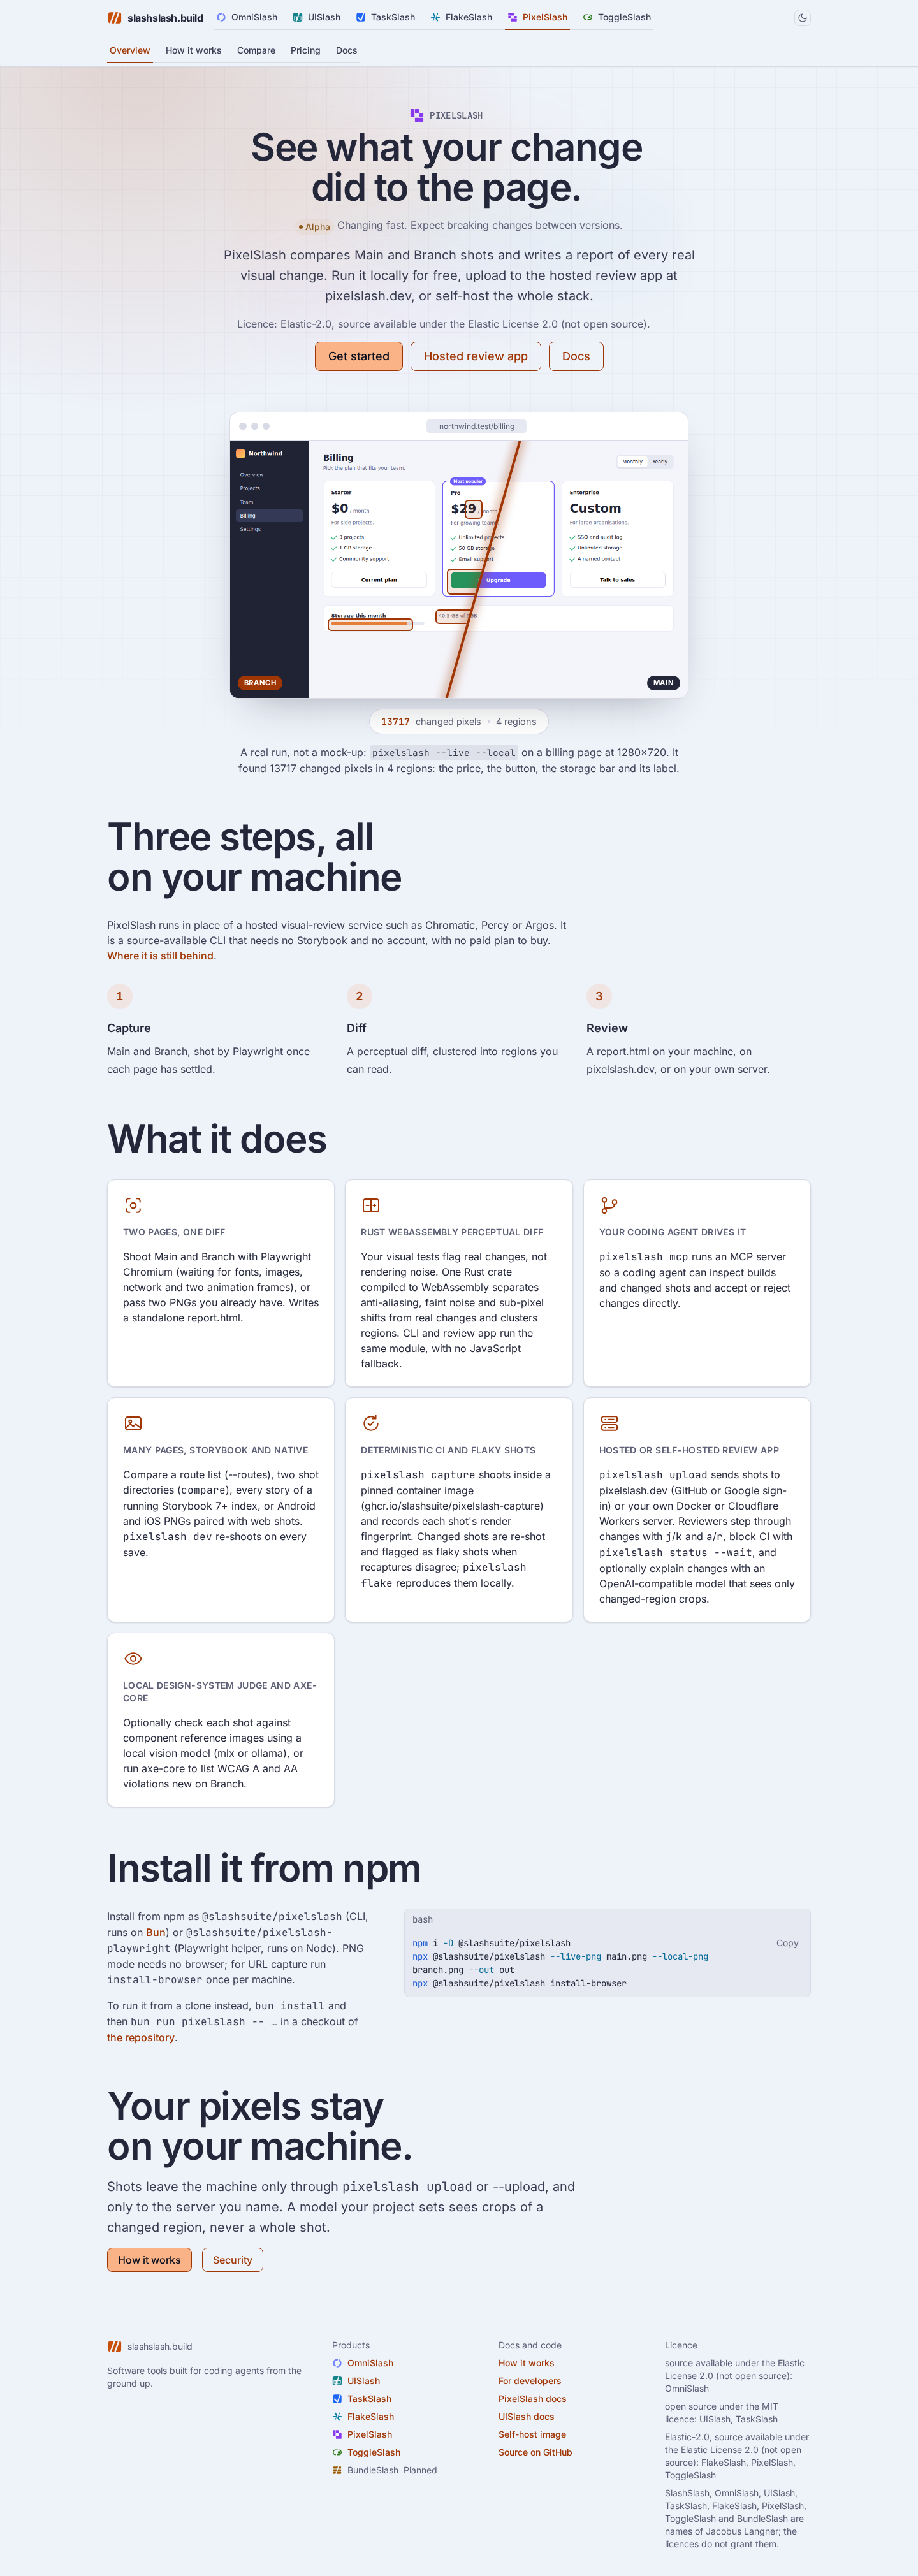 slashslash.build
OmniSlash
UISlash
TaskSlash
FlakeSlash
PixelSlash
ToggleSlash
Overview
How it works
Compare
Pricing
Docs
PIXELSLASH
See what your change
did to the page.
Alpha
Changing fast. Expect breaking changes between versions.
PixelSlash compares Main and Branch shots and writes a report of every real
visual change. Run it locally for free, upload to the hosted review app at
pixelslash.dev, or self-host the whole stack.
Licence: Elastic-2.0, source available under the Elastic License 2.0 (not open source).
Get started
Hosted review app
Docs
northwind.test/billing
Northwind
Overview
Projects
Team
Billing
Settings
Billing
Pick the plan that fits your team.
Monthly
Yearly
Starter
$0 / month
For side projects.
3 projects
1 GB storage
Community support
Current plan
Most popular
Pro
$29 / month
For growing teams.
Unlimited projects
50 GB storage
Email support
Upgrade
Enterprise
Custom
For large organisations.
SSO and audit log
Unlimited storage
A named contact
Talk to sales
Storage this month
40.5 GB of
BRANCH
MAIN
13717 changed pixels • 4 regions
A real run, not a mock-up: pixelslash --live --local on a billing page at 1280×720. It
found 13717 changed pixels in 4 regions: the price, the button, the storage bar and its label.
Three steps, all
on your machine
PixelSlash runs in place of a hosted visual-review service such as Chromatic, Percy or Argos. It
is a source-available CLI that needs no Storybook and no account, with no paid plan to buy.
Where it is still behind.
1
Capture
Main and Branch, shot by Playwright once
each page has settled.
2
Diff
A perceptual diff, clustered into regions you
can read.
3
Review
A report.html on your machine, on
pixelslash.dev, or on your own server.
What it does
TWO PAGES, ONE DIFF
Shoot Main and Branch with Playwright
Chromium (waiting for fonts, images,
network and two animation frames), or
pass two PNGs you already have. Writes
a standalone report.html.
RUST WEBASSEMBLY PERCEPTUAL DIFF
Your visual tests flag real changes, not
rendering noise. One Rust crate
compiled to WebAssembly separates
anti-aliasing, faint noise and sub-pixel
shifts from real changes and clusters
regions. CLI and review app run the
same module, with no JavaScript
fallback.
YOUR CODING AGENT DRIVES IT
pixelslash mcp runs an MCP server
so a coding agent can inspect builds
and changed shots and accept or reject
changes directly.
MANY PAGES, STORYBOOK AND NATIVE
Compare a route list (--routes), two shot
directories (compare), every story of a
running Storybook 7+ index, or Android
and iOS PNGs paired with web shots.
pixelslash dev re-shoots on every
save.
DETERMINISTIC CI AND FLAKY SHOTS
pixelslash capture shoots inside a
pinned container image
(ghcr.io/slashsuite/pixelslash-capture)
and records each shot's render
fingerprint. Changed shots are re-shot
and flagged as flaky shots when
recaptures disagree; pixelslash
flake reproduces them locally.
HOSTED OR SELF-HOSTED REVIEW APP
pixelslash upload sends shots to
pixelslash.dev (GitHub or Google sign-
in) or your own Docker or Cloudflare
Workers server. Reviewers step through
changes with j/k and a/r, block CI with
pixelslash status --wait, and
optionally explain changes with an
OpenAI-compatible model that sees only
changed-region crops.
LOCAL DESIGN-SYSTEM JUDGE AND AXE-
CORE
Optionally check each shot against
component reference images using a
local vision model (mlx or ollama), or
run axe-core to list WCAG A and AA
violations new on Branch.
Install it from npm
Install from npm as @slashsuite/pixelslash (CLI,
runs on Bun) or @slashsuite/pixelslash-
playwright (Playwright helper, runs on Node). PNG
mode needs no browser; for URL capture run
install-browser once per machine.
To run it from a clone instead, bun install and
then bun run pixelslash -- … in a checkout of
the repository.
bash
Copy
npm i -D @slashsuite/pixelslash
npx @slashsuite/pixelslash --live-png main.png --local-png
branch.png --out out
npx @slashsuite/pixelslash install-browser
Your pixels stay
on your machine.
Shots leave the machine only through pixelslash upload or --upload, and
only to the server you name. A model your project sets sees crops of a
changed region, never a whole shot.
How it works
Security
slashslash.build
Software tools built for coding agents from the
ground up.
Products
OmniSlash
UISlash
TaskSlash
FlakeSlash
PixelSlash
ToggleSlash
BundleSlash Planned
Docs and code
How it works
For developers
PixelSlash docs
UISlash docs
Self-host image
Source on GitHub
Licence
source available under the Elastic
License 2.0 (not open source):
OmniSlash
open source under the MIT
licence: UISlash, TaskSlash
Elastic-2.0, source available under
the Elastic License 2.0 (not open
source): FlakeSlash, PixelSlash,
ToggleSlash
SlashSlash, OmniSlash, UISlash,
TaskSlash, FlakeSlash, PixelSlash,
ToggleSlash and BundleSlash are
names of Jacobus Langner; the
licences do not grant them.